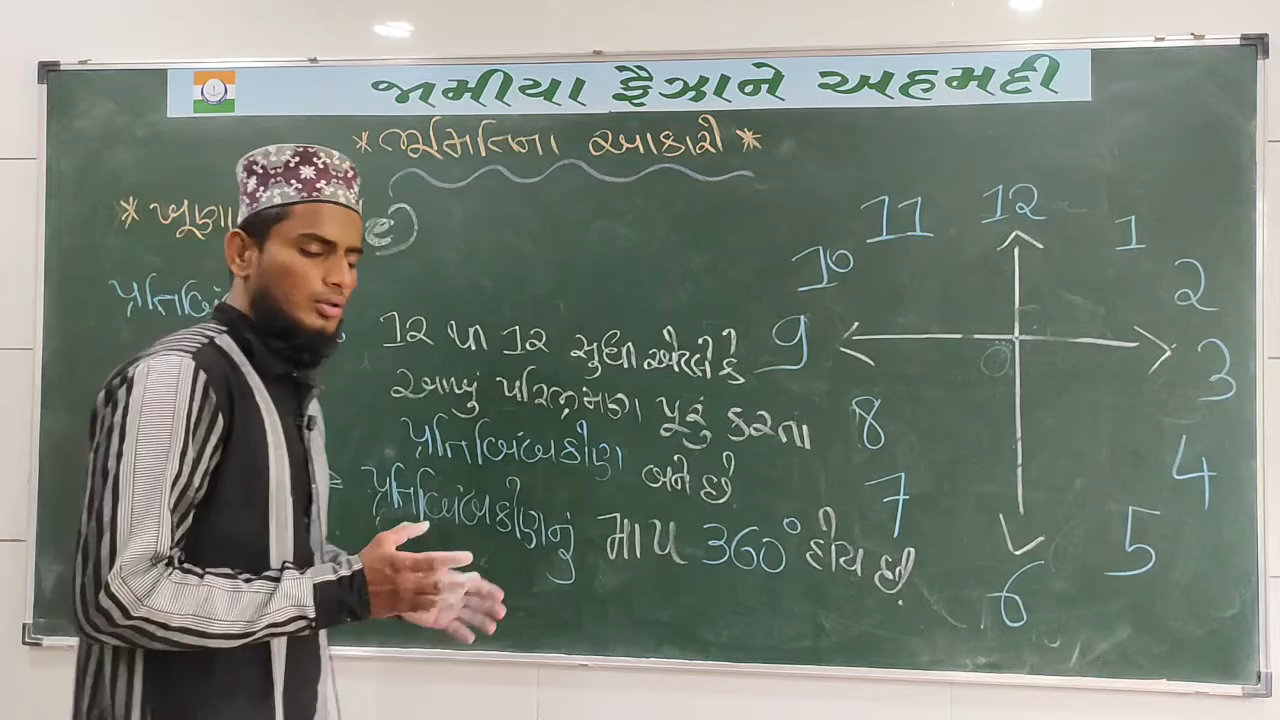 જામીયા ફૈઝાને અહમદી
* ભૂમિતિના આકારો *
* ખૂણા
12 થી 12 સુધી એટલે કે
આખું પરિભ્રમણ પૂરું કરતા
પ્રતિબિંબકોણ બને છે
પ્રતિબિંબકોણનું માપ 360° હોય છે.
12
1
2
3
4
5
6
7
8
9
10
11
0